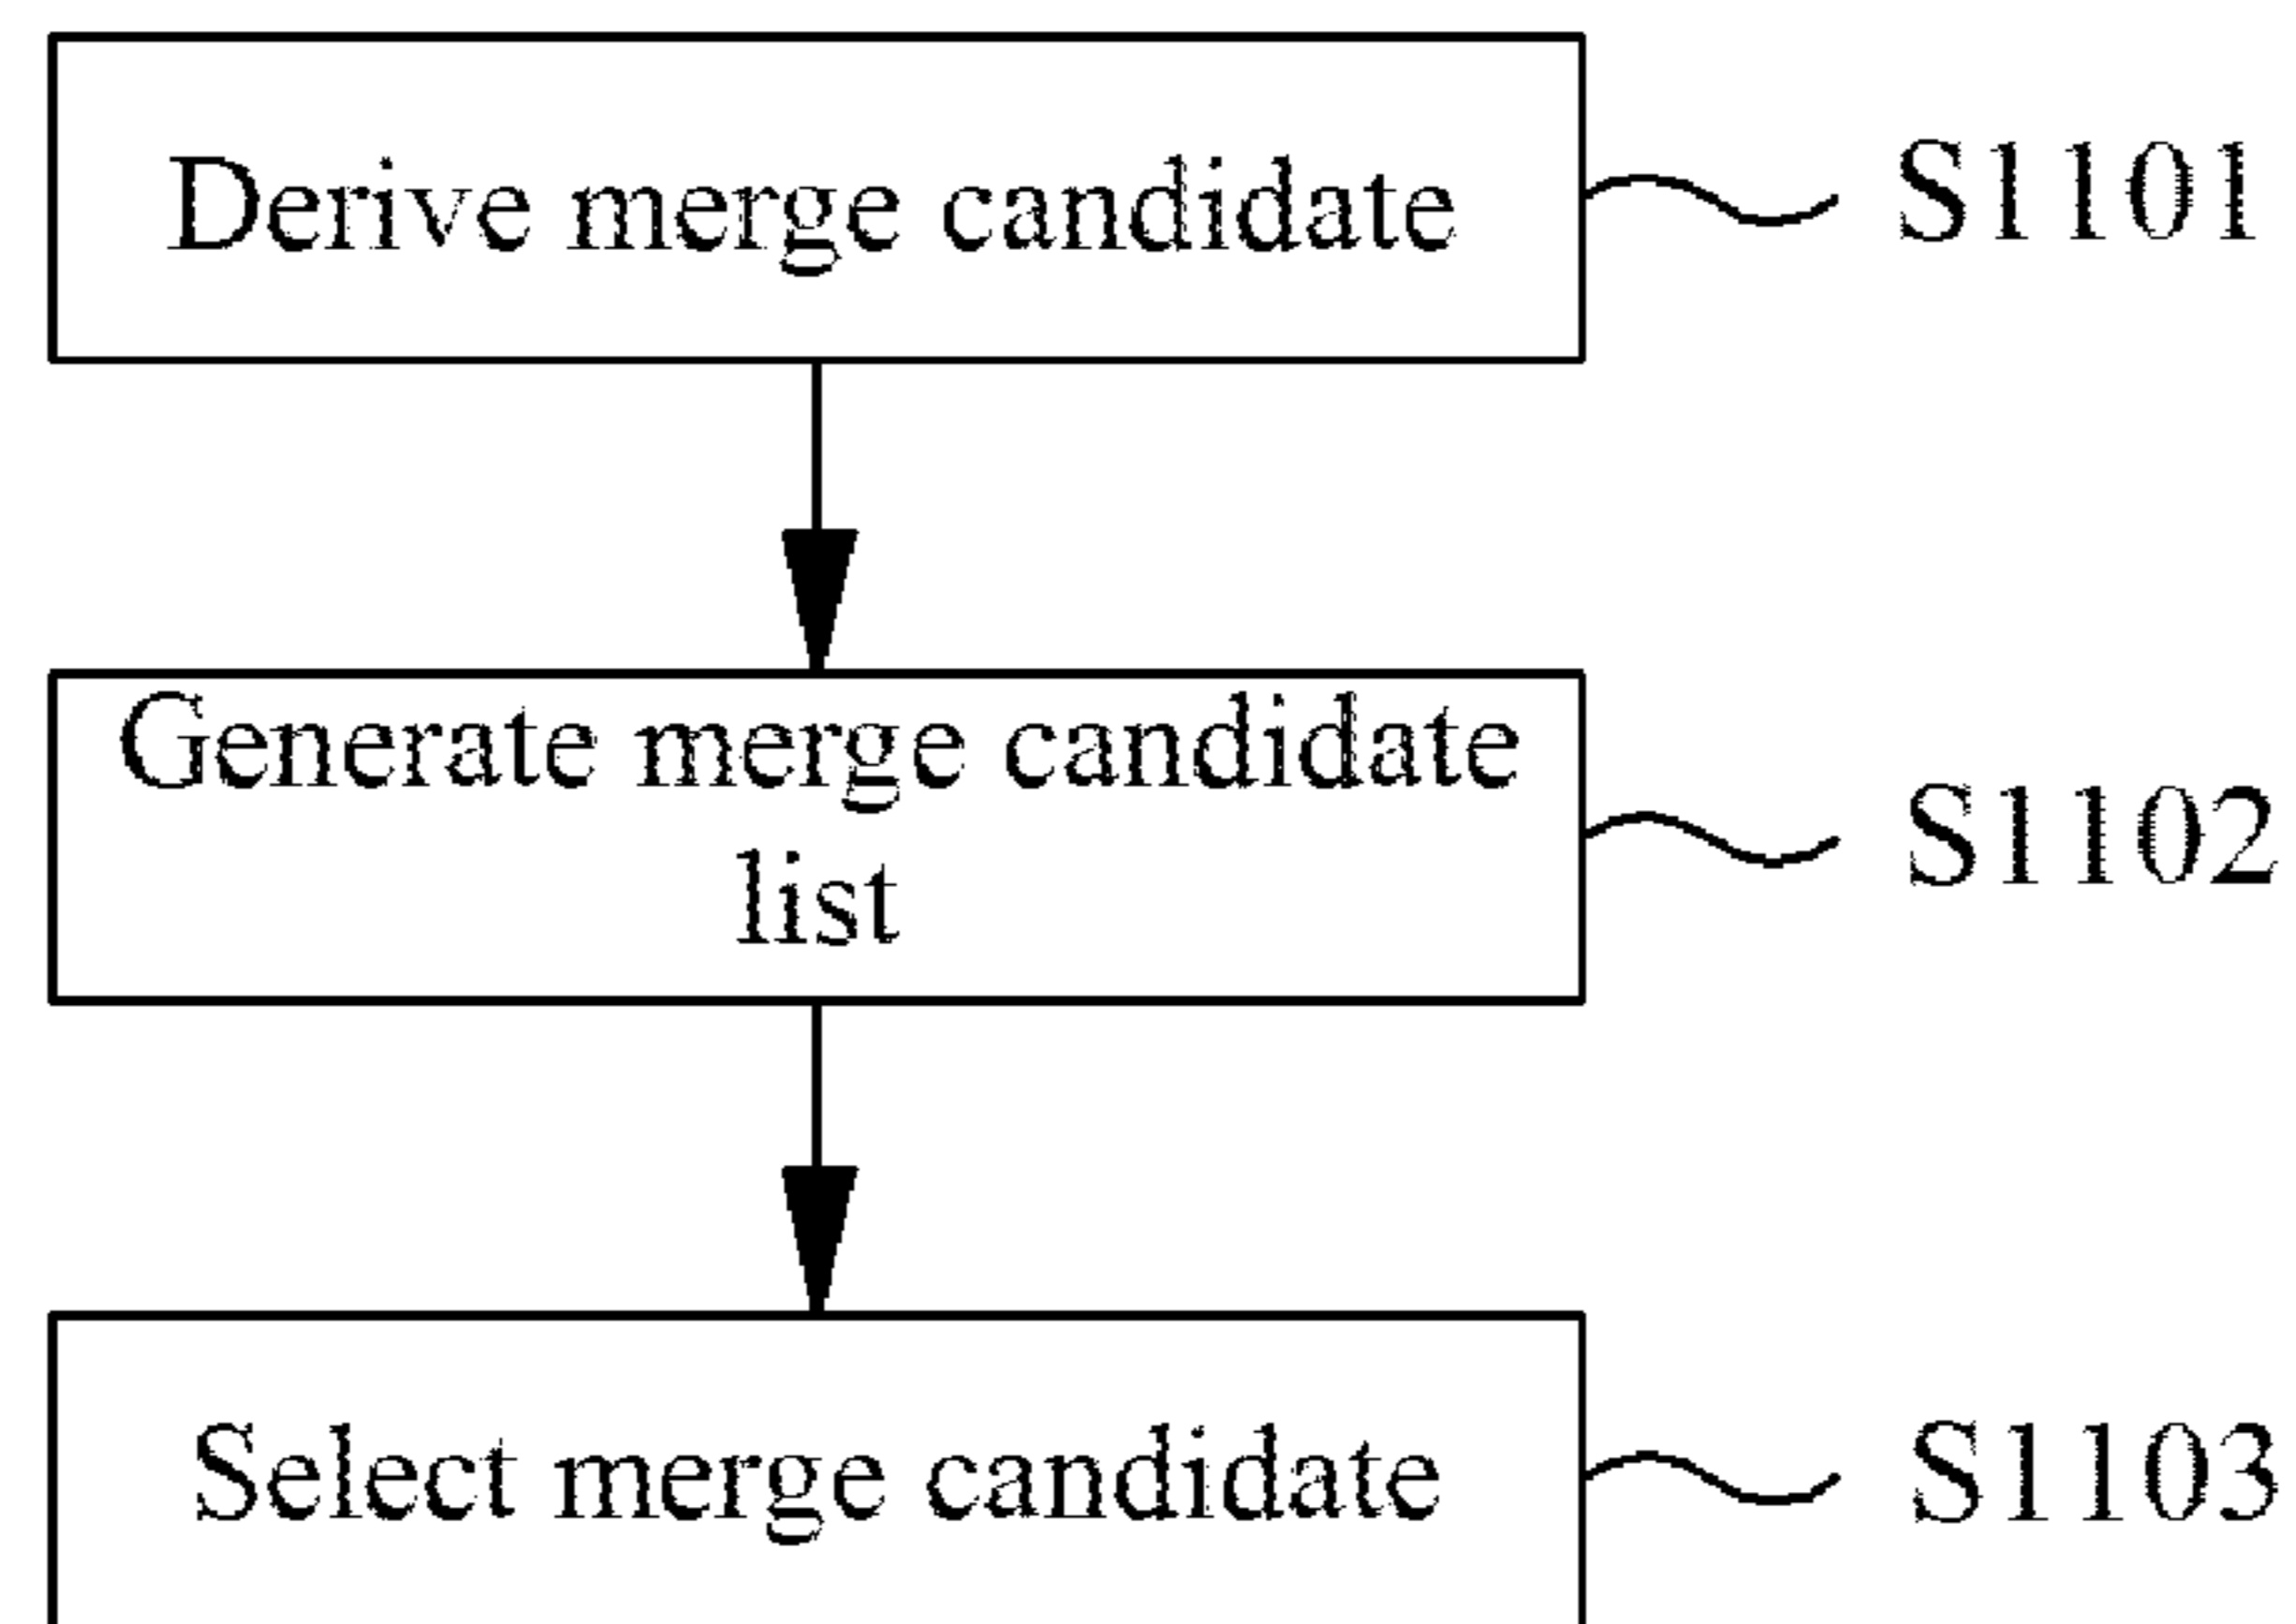 Derive merge candidate
S1101
Generate merge candidate
list
S1102
Select merge candidate
S1103